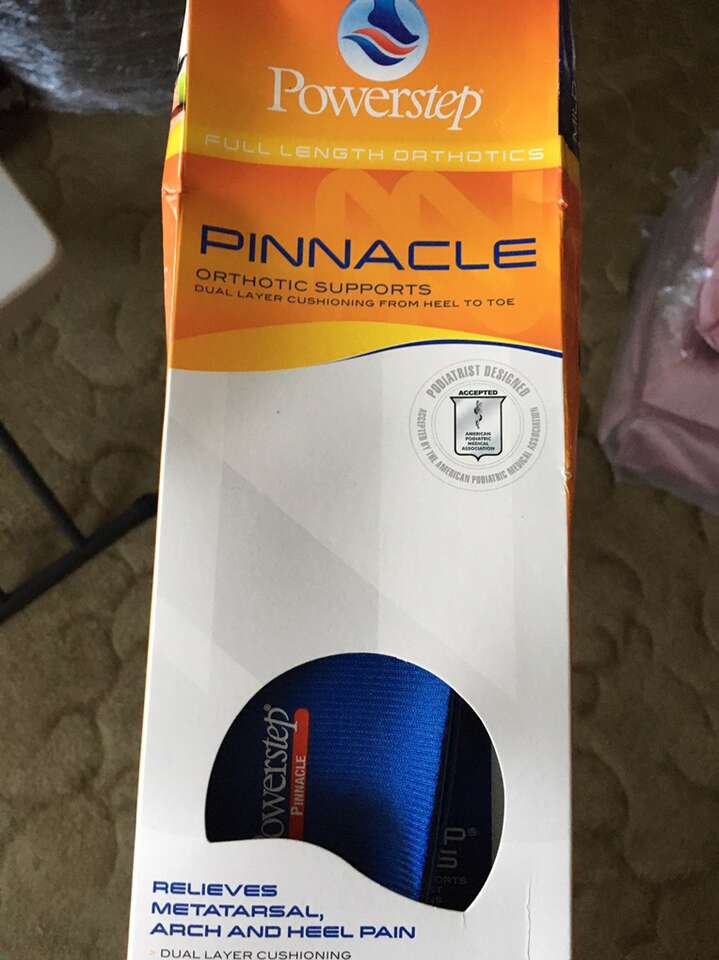 Powerstep®
FULL LENGTH ORTHOTICS
PINNACLE
ORTHOTIC SUPPORTS
DUAL LAYER CUSHIONING FROM HEEL TO TOE
PODIATRIST DESIGNED
ACCEPTED
AMERICAN
PODIATRIC
MEDICAL
ASSOCIATION
ACCEPTED BY THE AMERICAN PODIATRIC MEDICAL ASSOCIATION
owerstep®
PINNACLE
RELIEVES
METATARSAL,
ARCH AND HEEL PAIN
> DUAL LAYER CUSHIONING